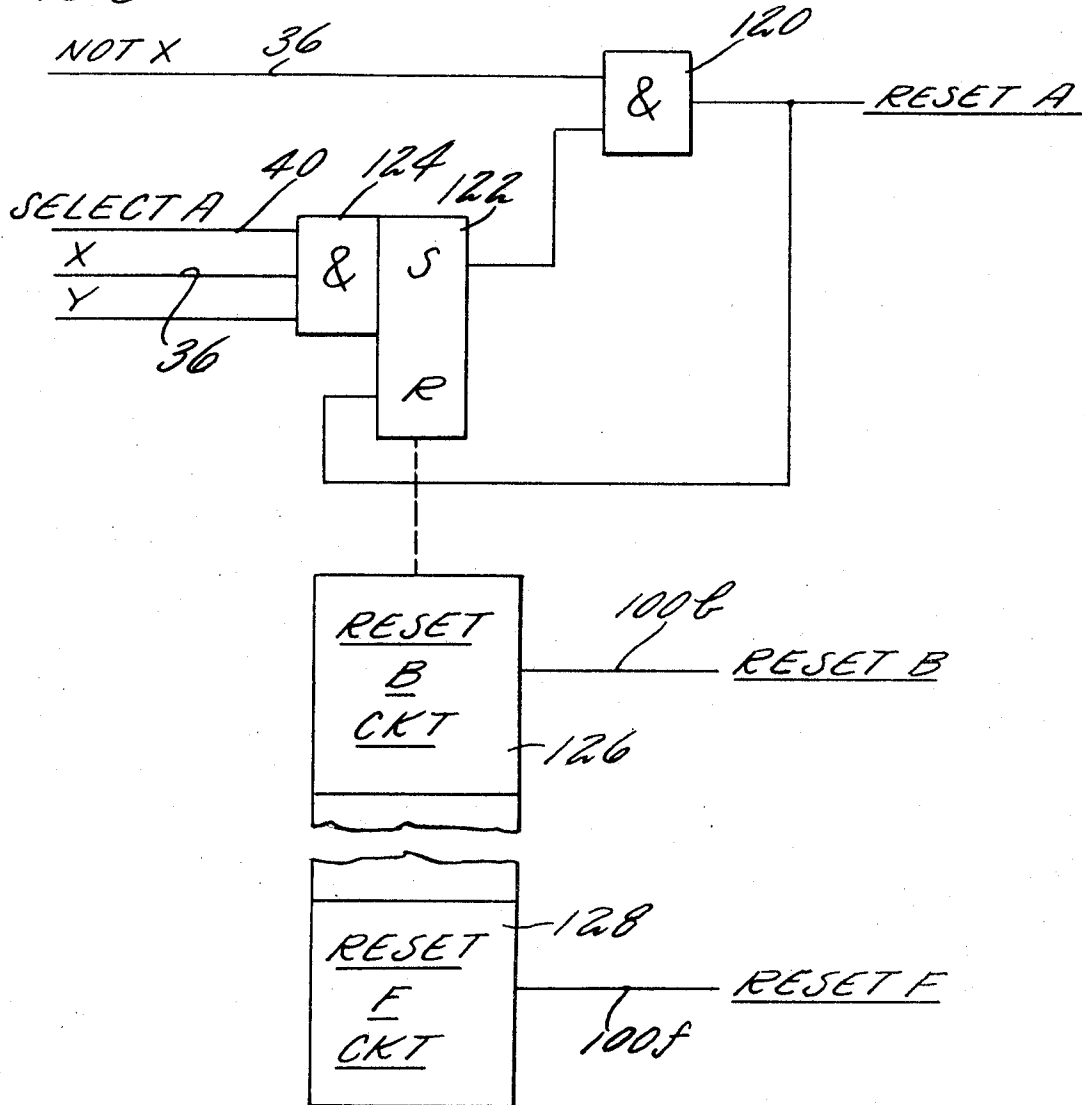 NOT X 36 120
& RESET A
40 124 122
SELECT A
X & S
Y
36 R
RESET B CKT 100b RESET B
126
RESET F CKT 128
100f RESET F